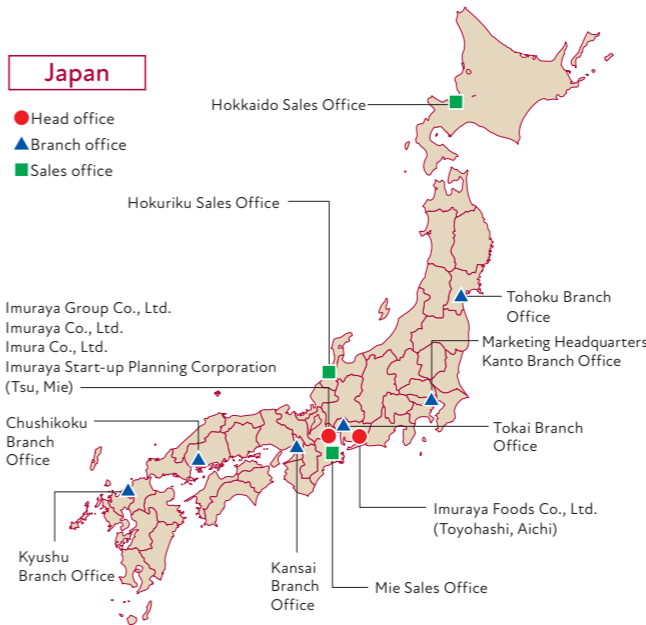 Japan
Head office
Branch office
Sales office
Hokkaido Sales Office
Hokuriku Sales Office
Tohoku Branch
Office
Imuraya Group Co., Ltd.
Imuraya Co., Ltd.
Imura Co., Ltd.
Imuraya Start-up Planning Corporation
(Tsu, Mie)
Marketing Headquarters
Kanto Branch Office
Chushikoku
Branch
Office
Tokai Branch
Office
Imuraya Foods Co., Ltd.
(Toyohashi, Aichi)
Kyushu
Branch Office
Kansai
Branch
Office
Mie Sales Office